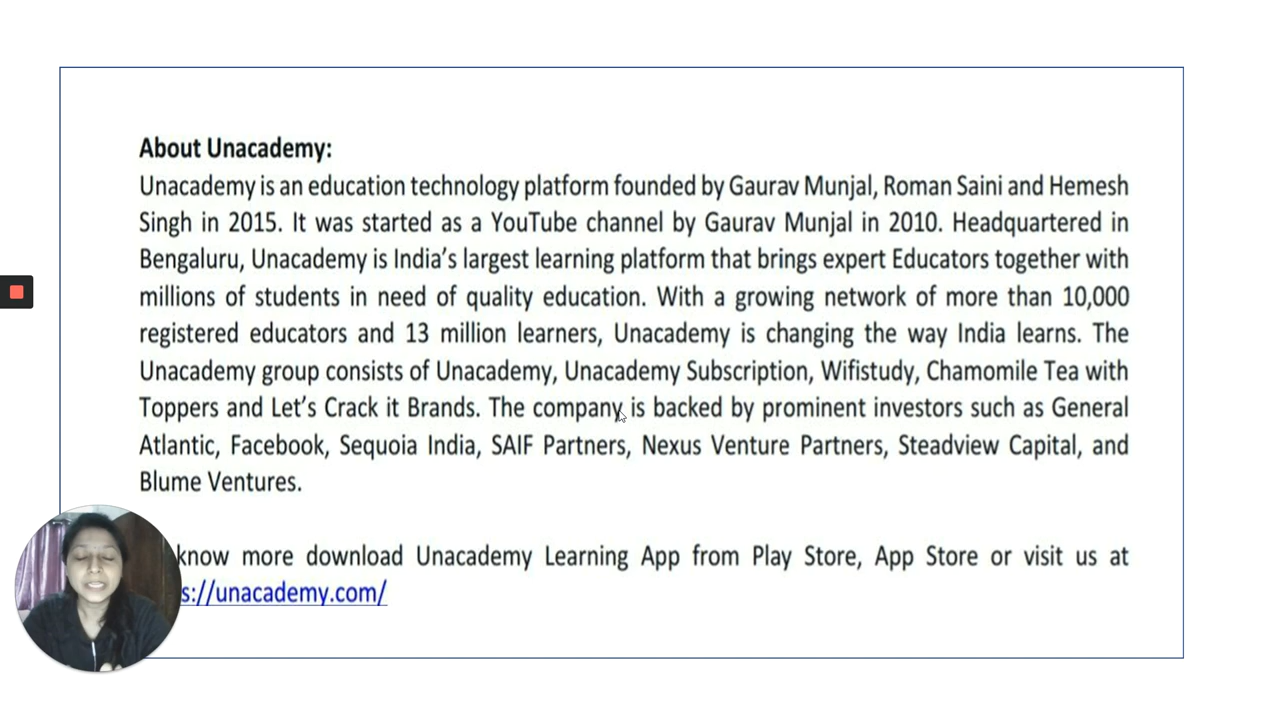 About Unacademy:
Unacademy is an education technology platform founded by Gaurav Munjal, Roman Saini and Hemesh
Singh in 2015. It was started as a YouTube channel by Gaurav Munjal in 2010. Headquartered in
Bengaluru, Unacademy is India's largest learning platform that brings expert Educators together with
millions of students in need of quality education. With a growing network of more than 10,000
registered educators and 13 million learners, Unacademy is changing the way India learns. The
Unacademy group consists of Unacademy, Unacademy Subscription, Wifistudy, Chamomile Tea with
Toppers and Let's Crack it Brands. The company is backed by prominent investors such as General
Atlantic, Facebook, Sequoia India, SAIF Partners, Nexus Venture Partners, Steadview Capital, and
Blume Ventures.
know more download Unacademy Learning App from Play Store, App Store or visit us at
s://unacademy.com/